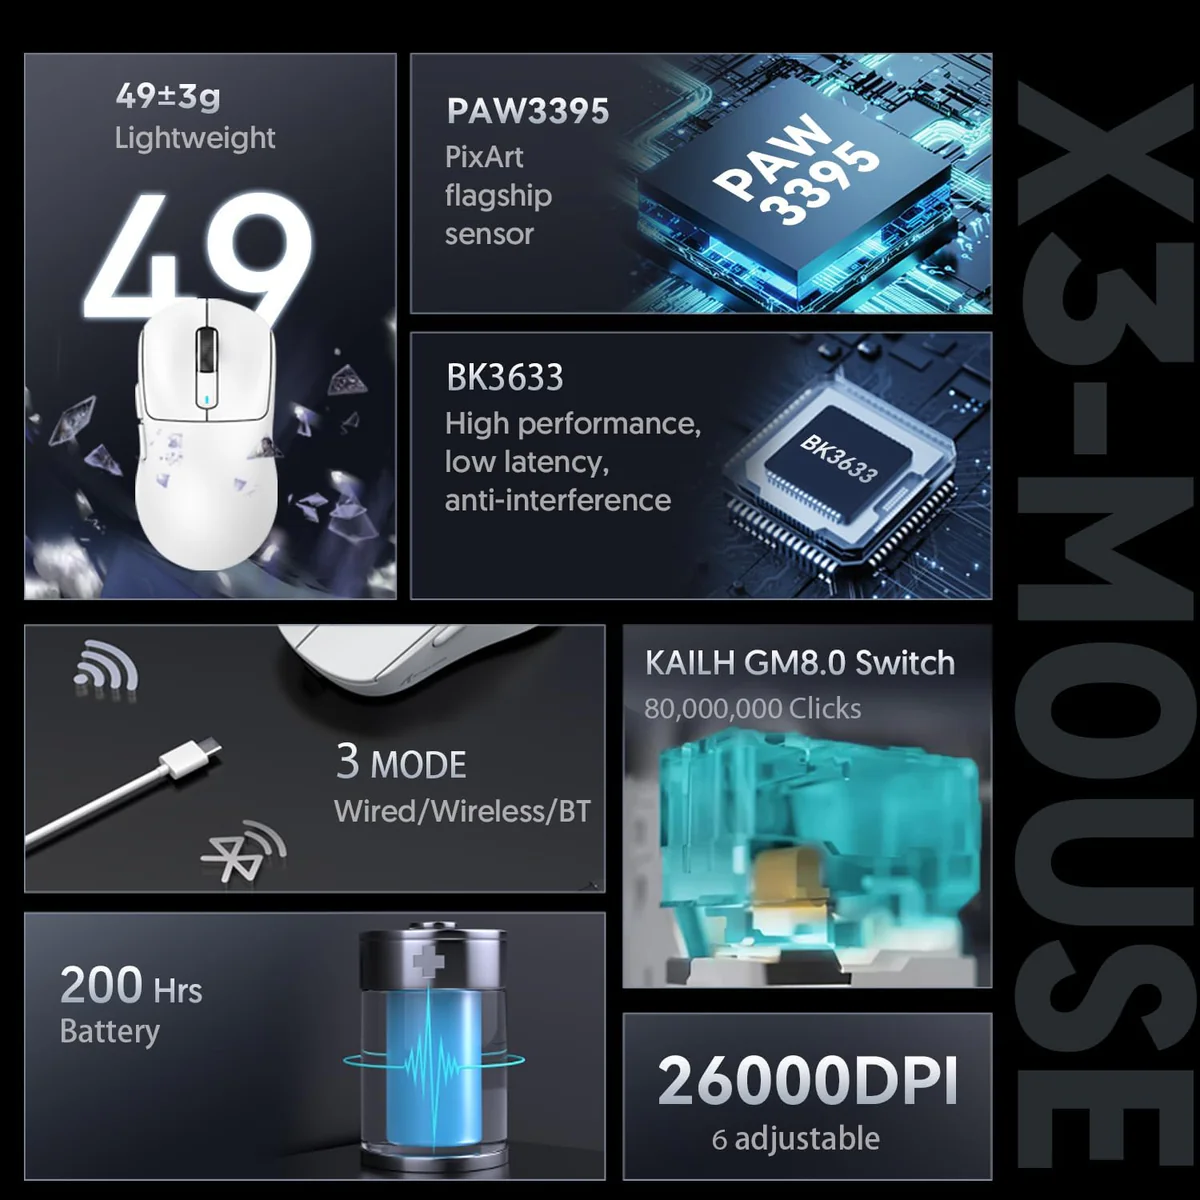 49±3g
Lightweight
49
PAW3395
PixArt
flagship
sensor
PAW
3395
BK3633
High performance,
low latency,
anti-interference
BK3633
3 MODE
Wired/Wireless/BT
KAILH GM8.0 Switch
80,000,000 Clicks
200 Hrs
Battery
26000DPI
6 adjustable
X3-MOUSE